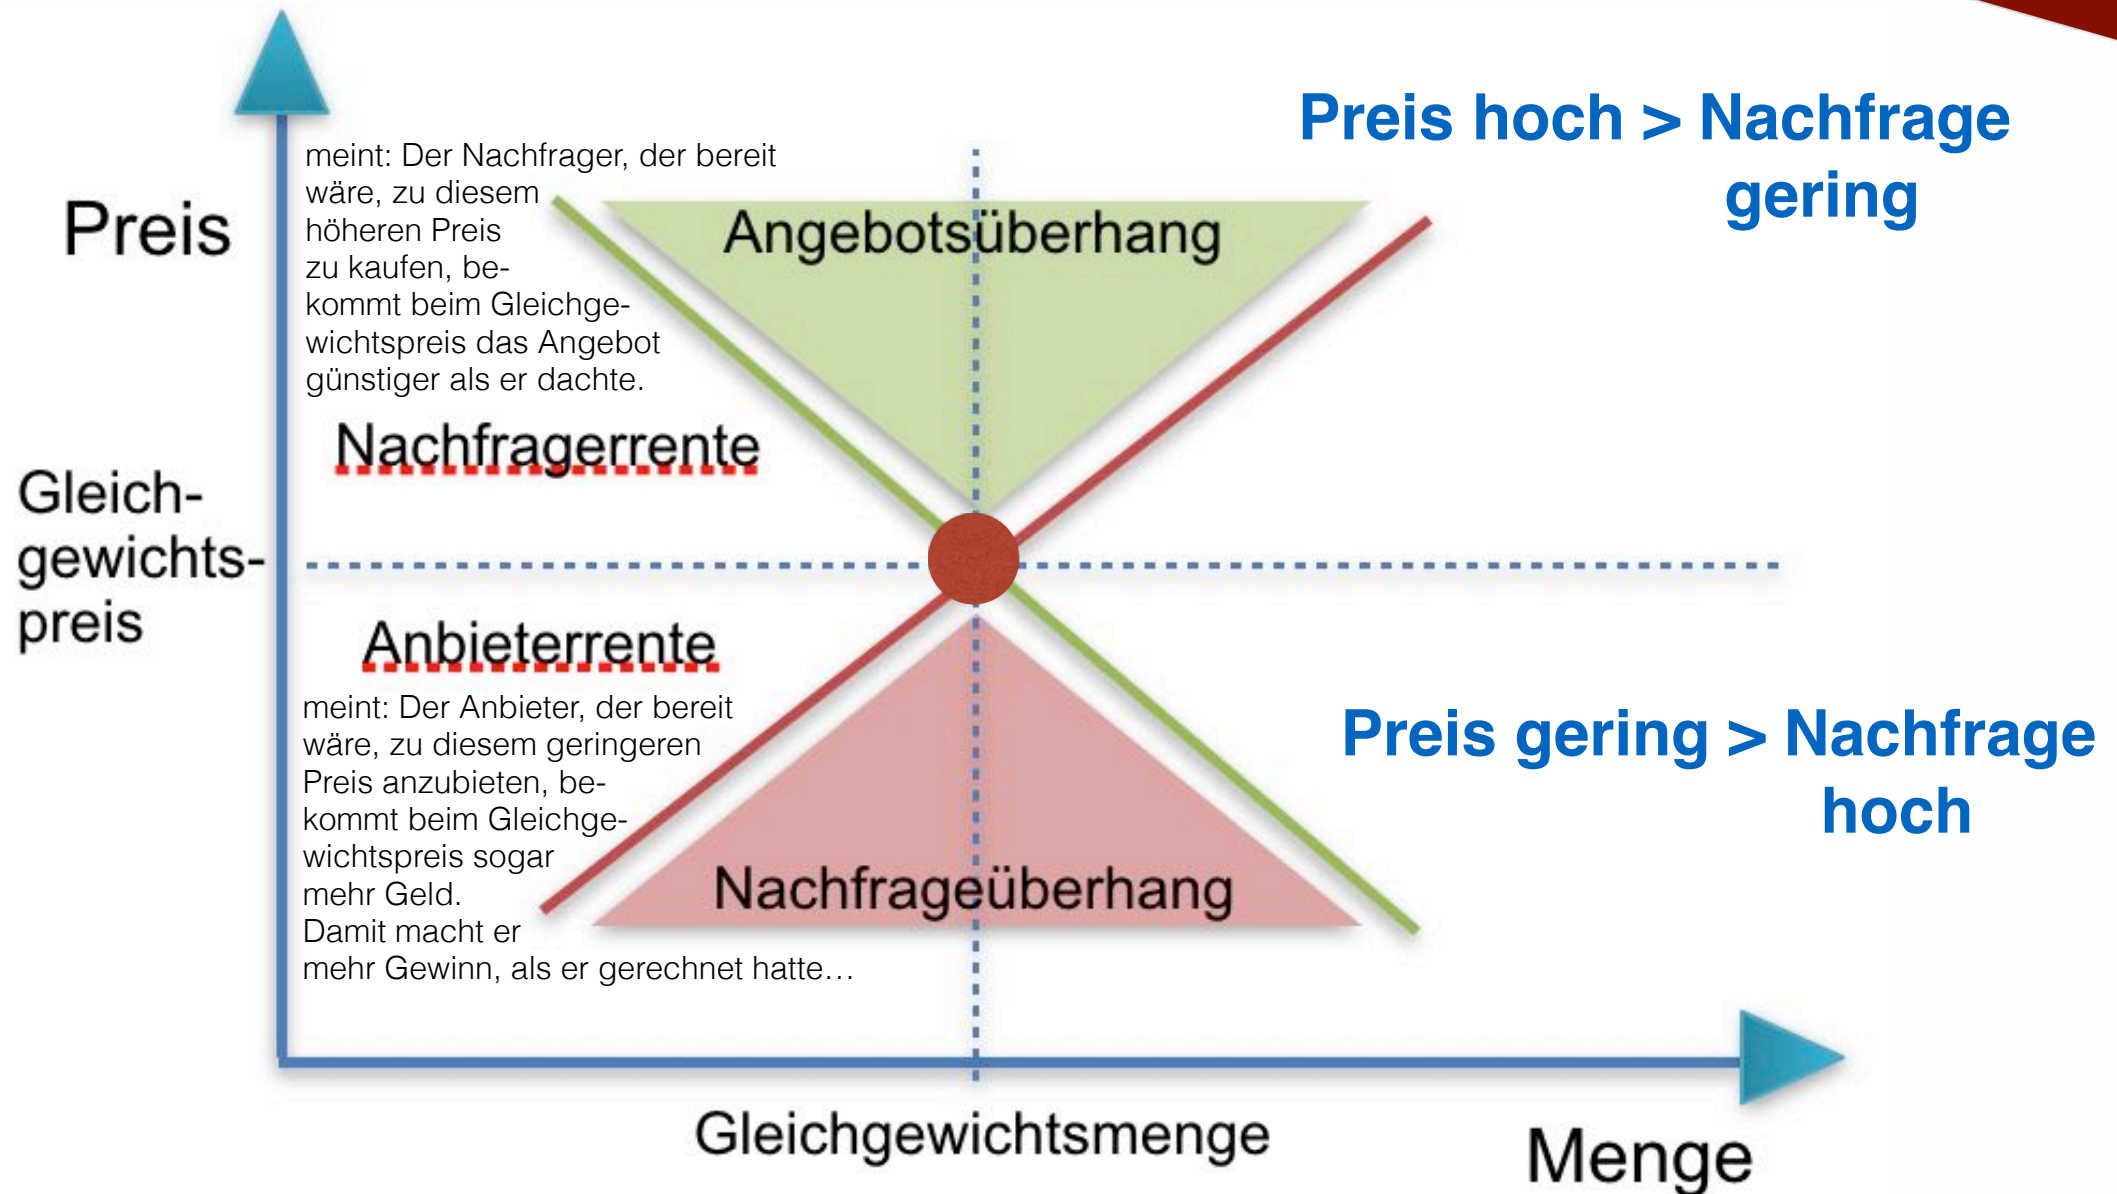 Preis hoch > Nachfrage
gering
meint: Der Nachfrager, der bereit
wäre, zu diesem
höheren Preis
zu kaufen, be-
kommt beim Gleichge-
wichtspreis das Angebot
günstiger als er dachte.
Preis
Angebotsüberhang
Nachfragerrente
Gleich-
gewichts-
preis
Anbieterrente
meint: Der Anbieter, der bereit
wäre, zu diesem geringeren
Preis anzubieten, be-
kommt beim Gleichge-
wichtspreis sogar
mehr Geld.
Damit macht er
mehr Gewinn, als er gerechnet hatte…
Preis gering > Nachfrage
hoch
Nachfrageüberhang
Gleichgewichtsmenge
Menge